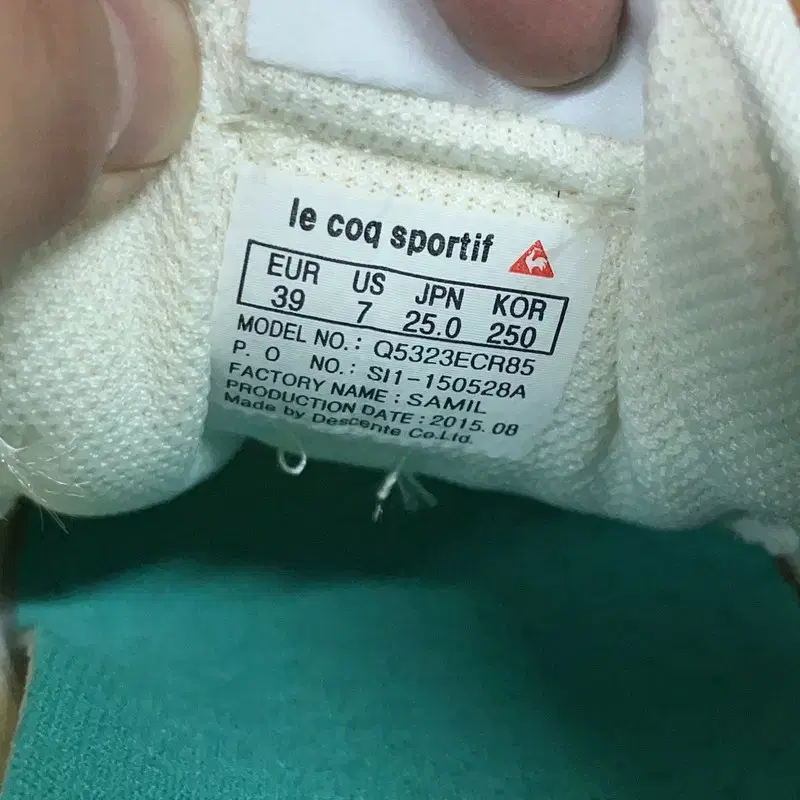 le coq sportif
EUR US JPN KOR
39 7 25.0 250
MODEL NO.: Q5323ECR85
P. O NO.: SI1-150528A
FACTORY NAME : SAMIL
PRODUCTION DATE : 2015. 08
Made by Descente Co.Ltd.